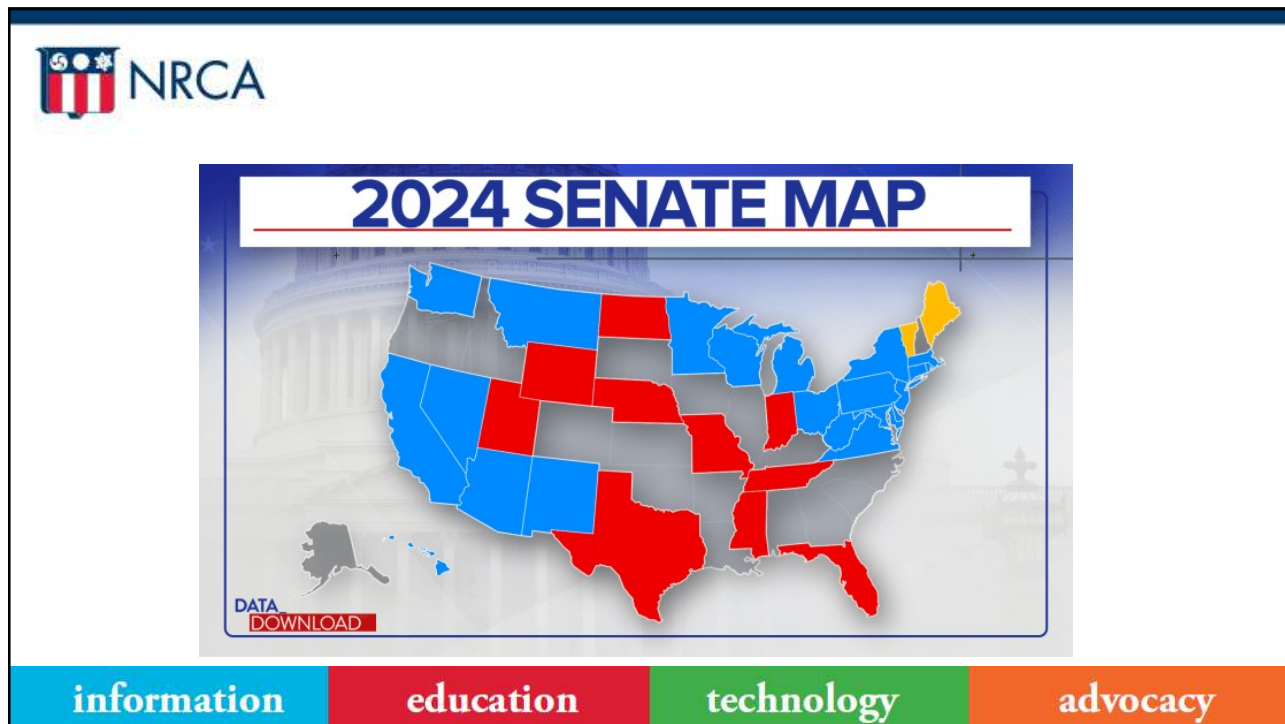 NRCA
2024 SENATE MAP
DATA_
DOWNLOAD
information
education
technology
advocacy